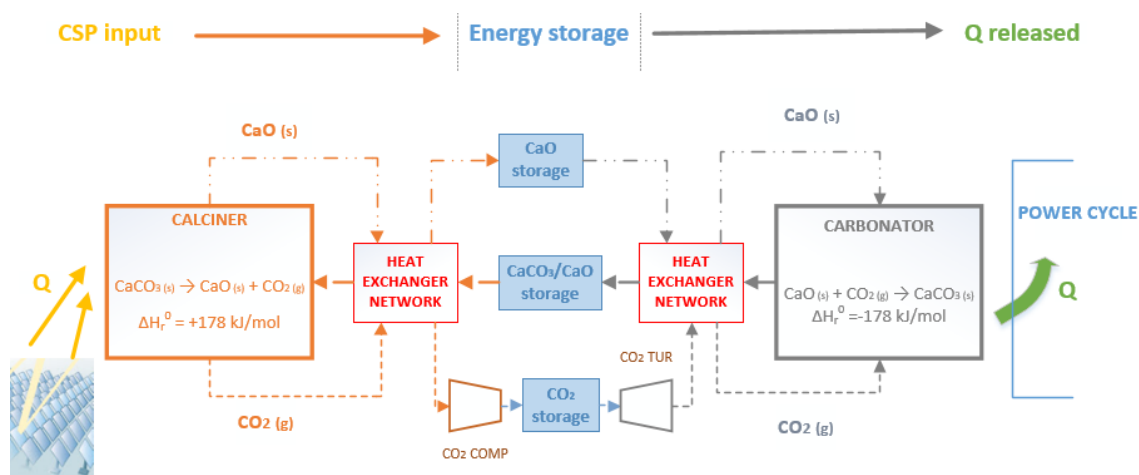 CSP input
Energy storage
Q released
CaO (s)
CaO (s)
CaO
storage
CALCINER
CaCO₃ (s) → CaO (s) + CO₂ (g)
ΔHᵣ⁰ = +178 kJ/mol
HEAT
EXCHANGER
NETWORK
CaCO₃/CaO
storage
HEAT
EXCHANGER
NETWORK
CARBONATOR
CaO (s) + CO₂ (g) → CaCO₃ (s)
ΔHᵣ⁰ =-178 kJ/mol
POWER CYCLE
Q
Q
CO₂ TUR
CO₂
storage
CO₂ (g)
CO₂ COMP
CO₂ (g)